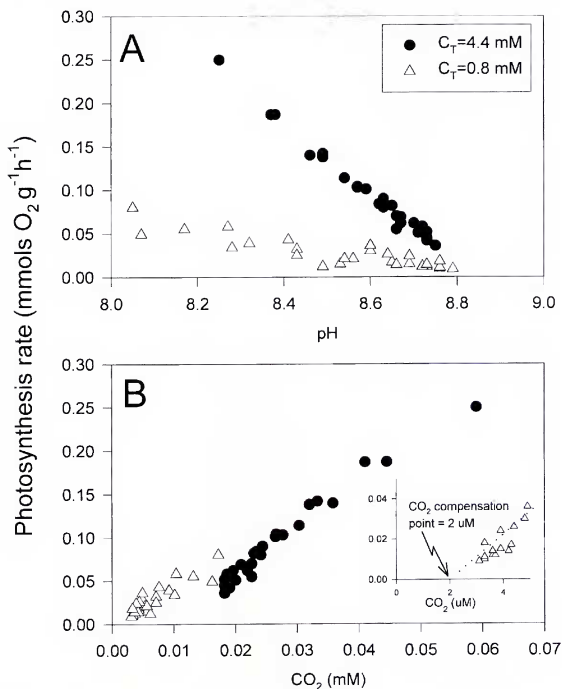 A
C_T=4.4 mM
C_T=0.8 mM
0.30
0.25
0.20
0.15
0.10
0.05
0.00
8.0 8.2 8.4 8.6 8.8 9.0
pH
Photosynthesis rate (mmols O₂ g⁻¹h⁻¹)
B
0.30
0.25
0.20
0.15
0.10
0.05
0.00
0.04
CO₂ compensation
point = 2 uM
0.02
0.00
0 2 4
CO₂ (uM)
0.00 0.01 0.02 0.03 0.04 0.05 0.06 0.07
CO₂ (mM)